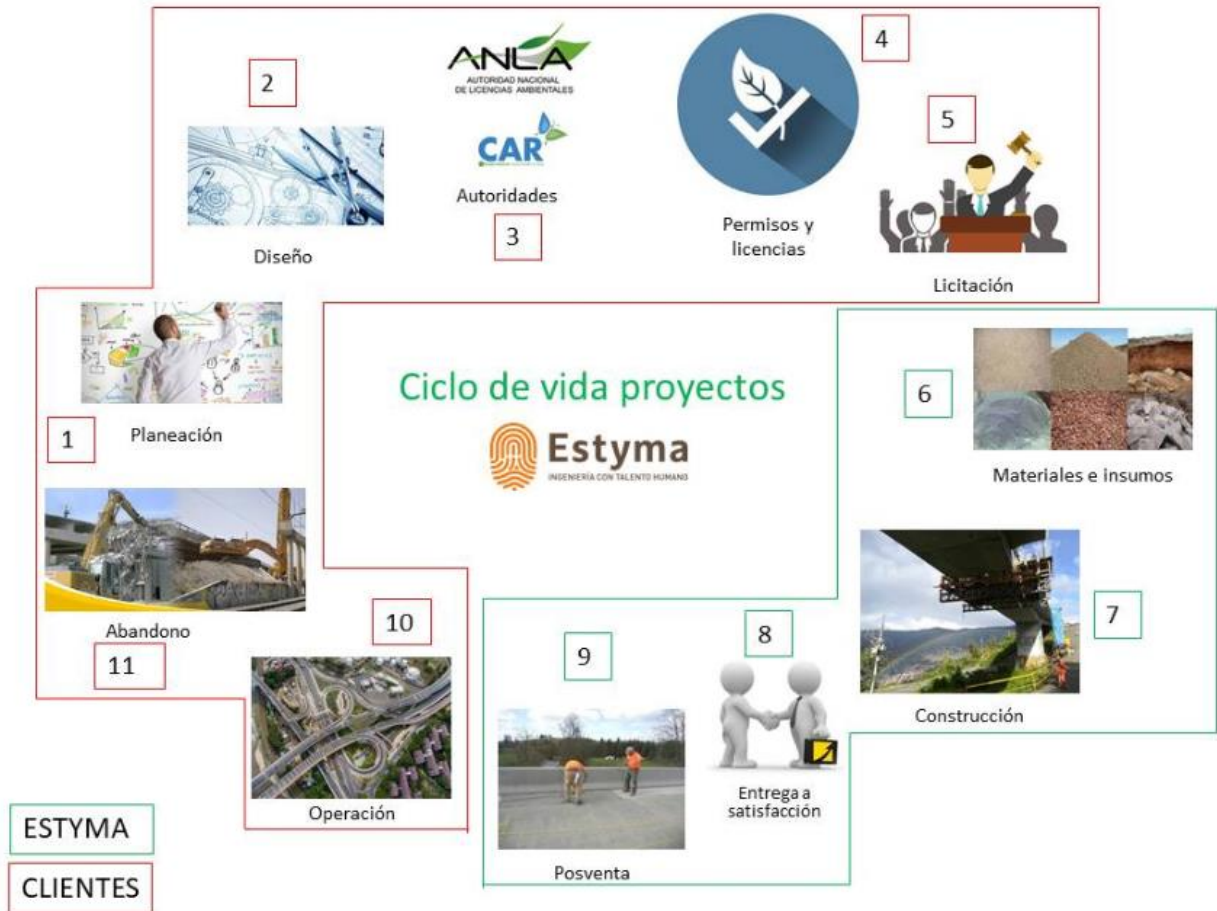 4
ANLA
AUTORIDAD NACIONAL
DE LICENCIAS AMBIENTALES
2
5
CAR
Autoridades
3
Permisos y
licencias
Diseño
Licitación
Ciclo de vida proyectos
6
1
Planeación
Estyma
INGENIERÍA CON TALENTO HUMANO
Materiales e insumos
Abandono
10
7
11
9
8
Construcción
Operación
Entrega a
satisfacción
Posventa
ESTYMA
CLIENTES